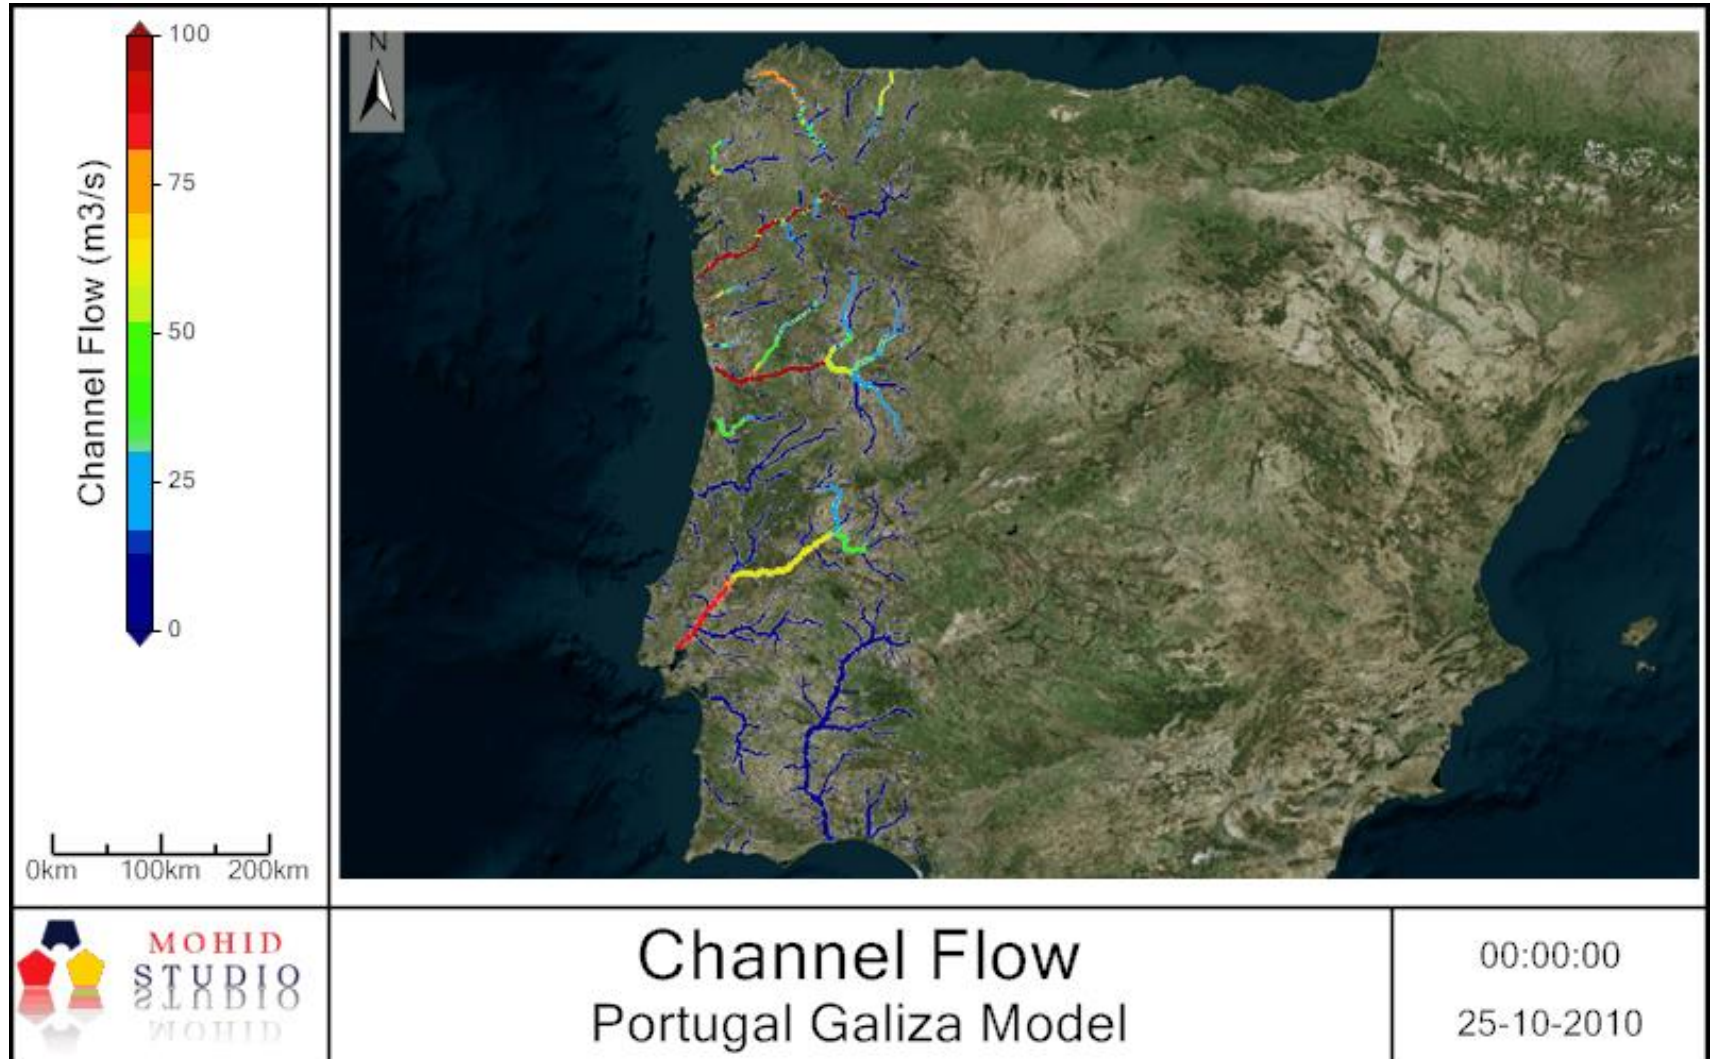 100
75
50
25
0
Channel Flow (m3/s)
N
0km 100km 200km
MOHID
STUDIO
Channel Flow
Portugal Galiza Model
00:00:00
25-10-2010